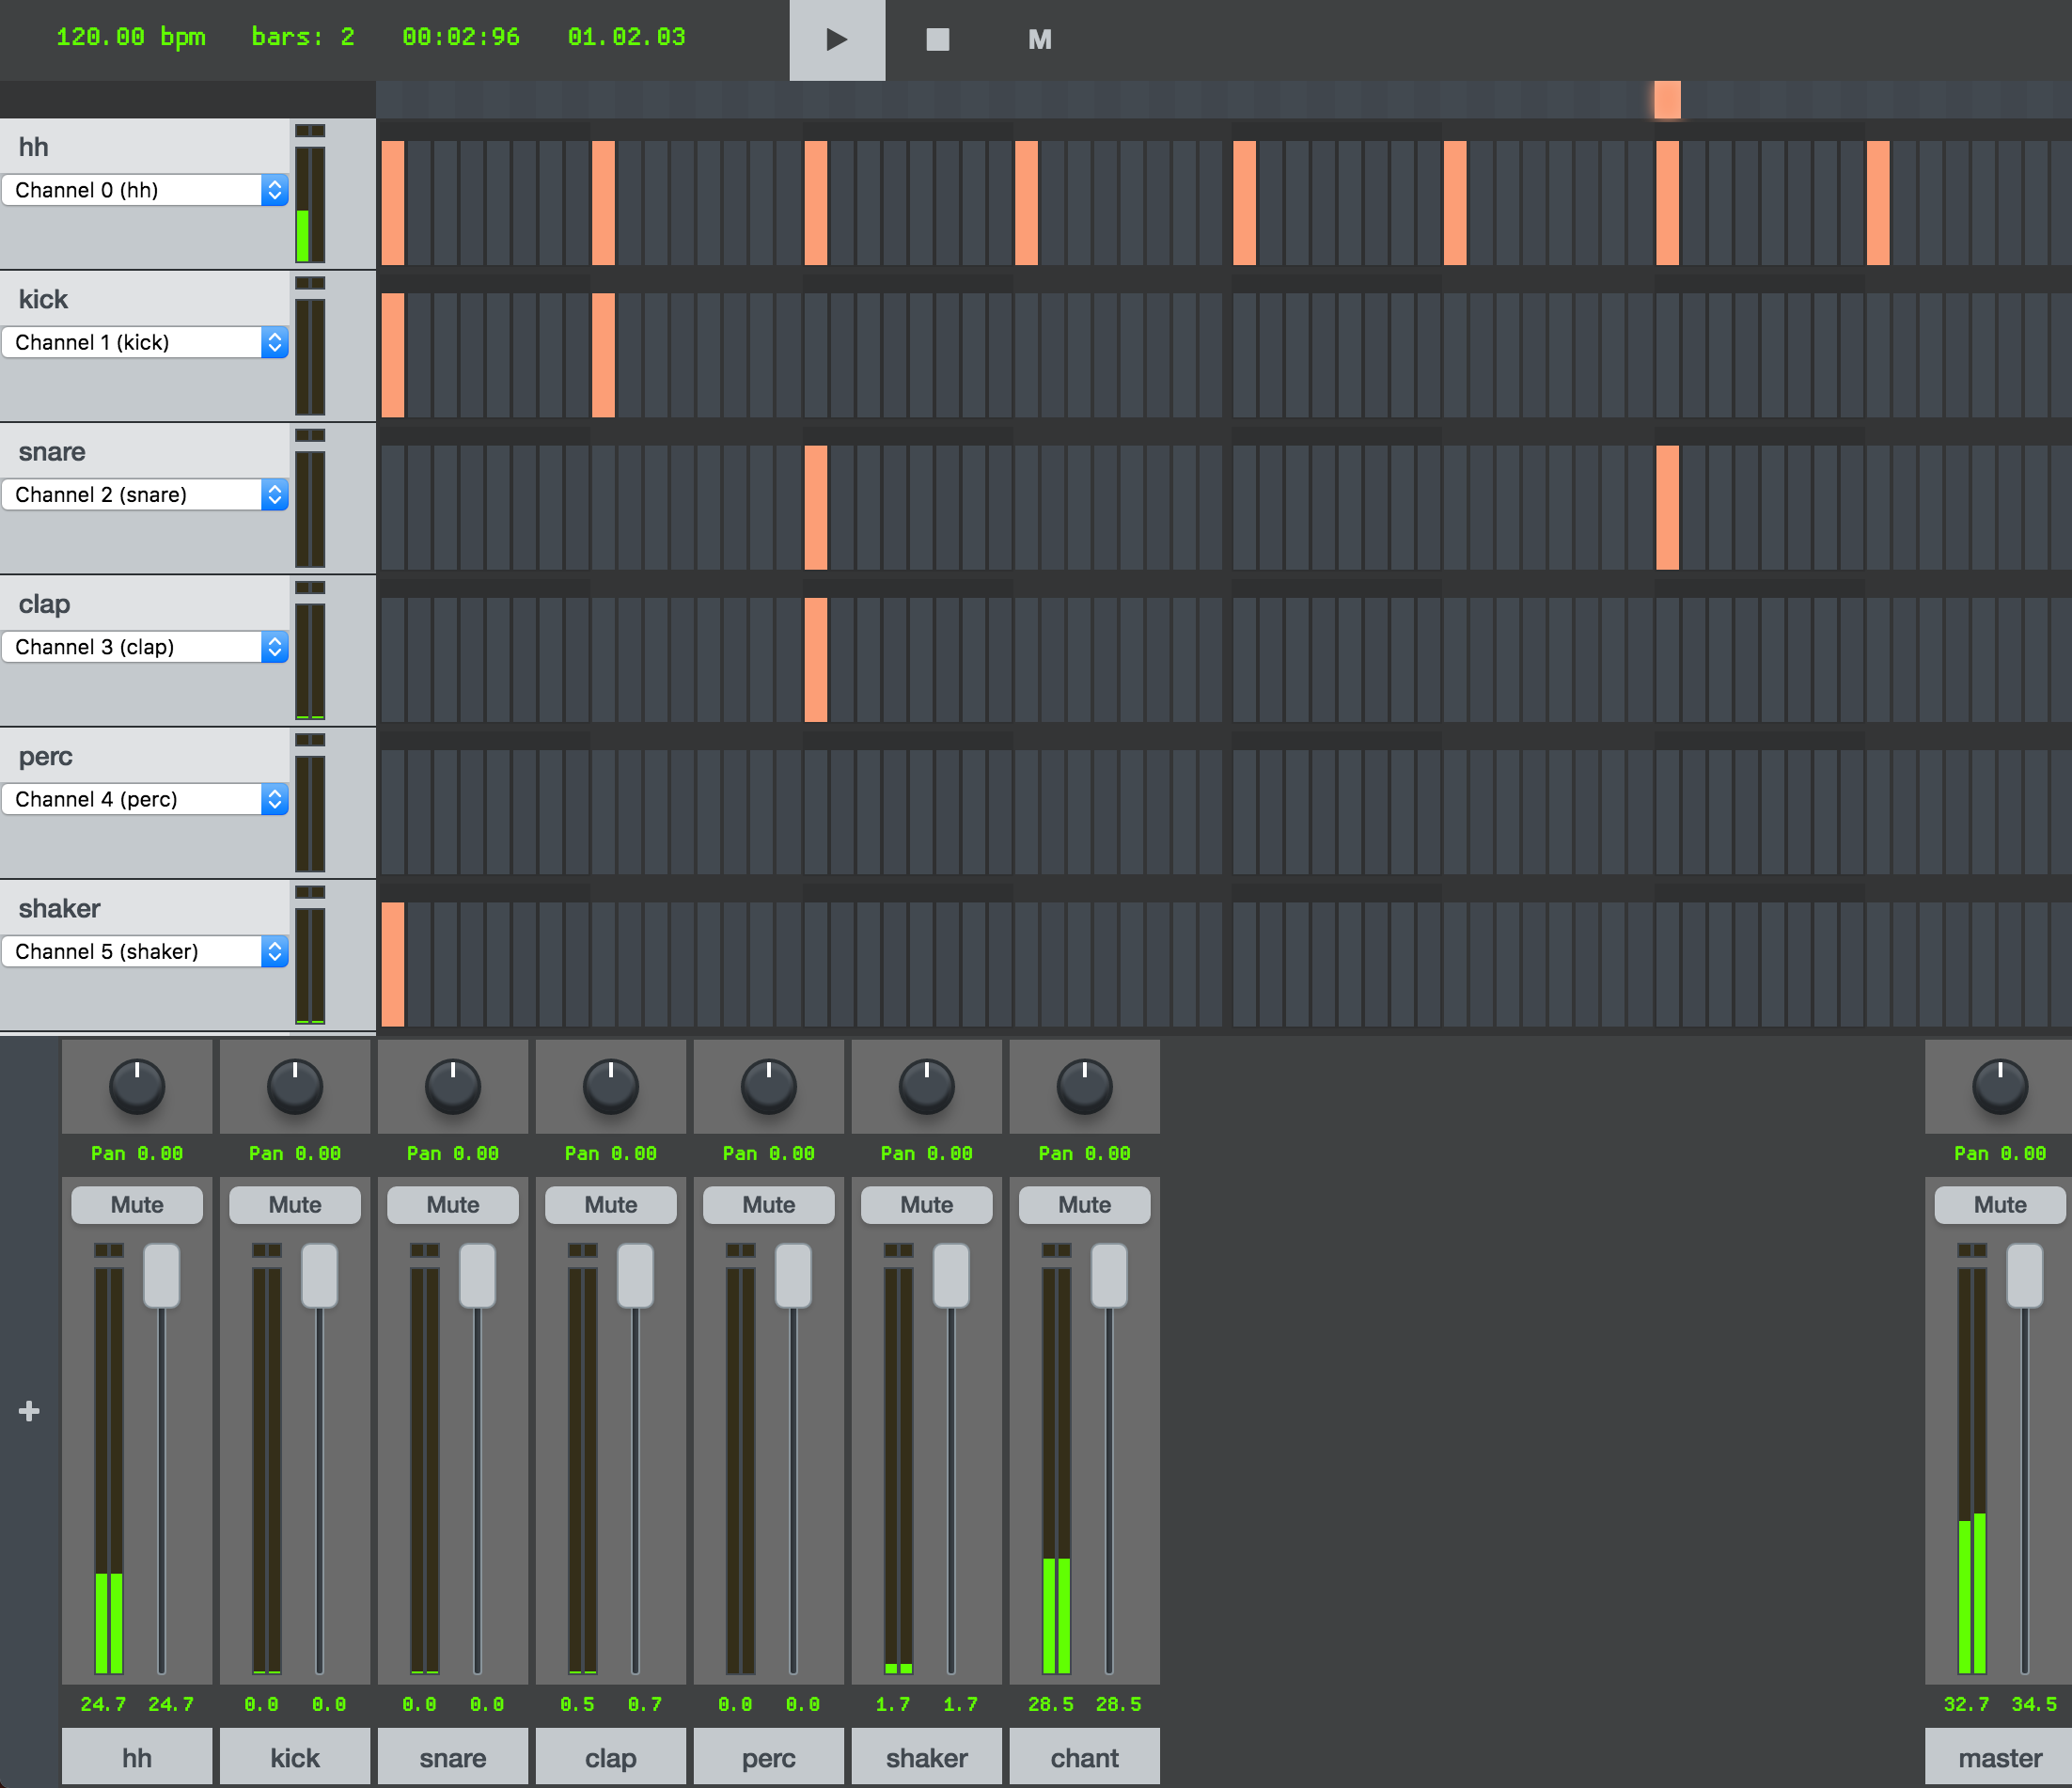 120.00 bpm bars: 2 00:02:96 01.02.03 M
hh
Channel 0 (hh)
kick
Channel 1 (kick)
snare
Channel 2 (snare)
clap
Channel 3 (clap)
perc
Channel 4 (perc)
shaker
Channel 5 (shaker)
Pan 0.00 Pan 0.00 Pan 0.00 Pan 0.00 Pan 0.00 Pan 0.00 Pan 0.00 Pan 0.00
Mute Mute Mute Mute Mute Mute Mute Mute
24.7 24.7 0.0 0.0 0.0 0.0 0.5 0.7 0.0 0.0 1.7 1.7 28.5 28.5 32.7 34.5
hh kick snare clap perc shaker chant master